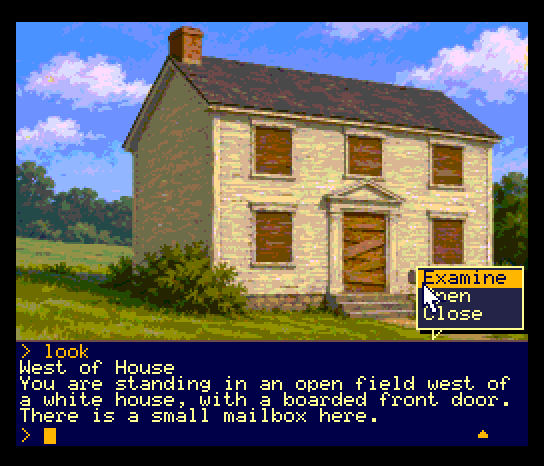 Examine
Open
Close
> look
West of House
You are standing in an open field west of
a white house, with a boarded front door.
There is a small mailbox here.
>